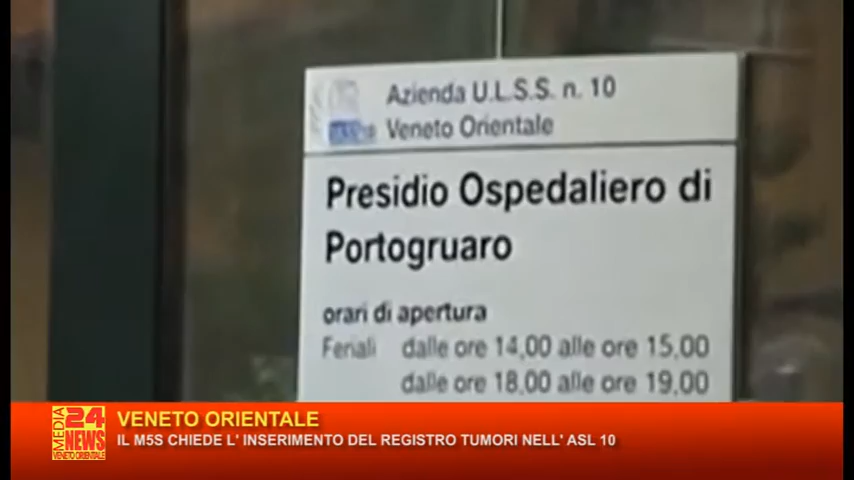 Azienda U.L.S.S. n. 10
Veneto Orientale
Presidio Ospedaliero di
Portogruaro
orari di apertura
Feriali dalle ore 14,00 alle ore 15,00
dalle ore 18,00 alle ore 19,00
MEDIA
24
NEWS
VENETO ORIENTALE
VENETO ORIENTALE
IL M5S CHIEDE L' INSERIMENTO DEL REGISTRO TUMORI NELL' ASL 10